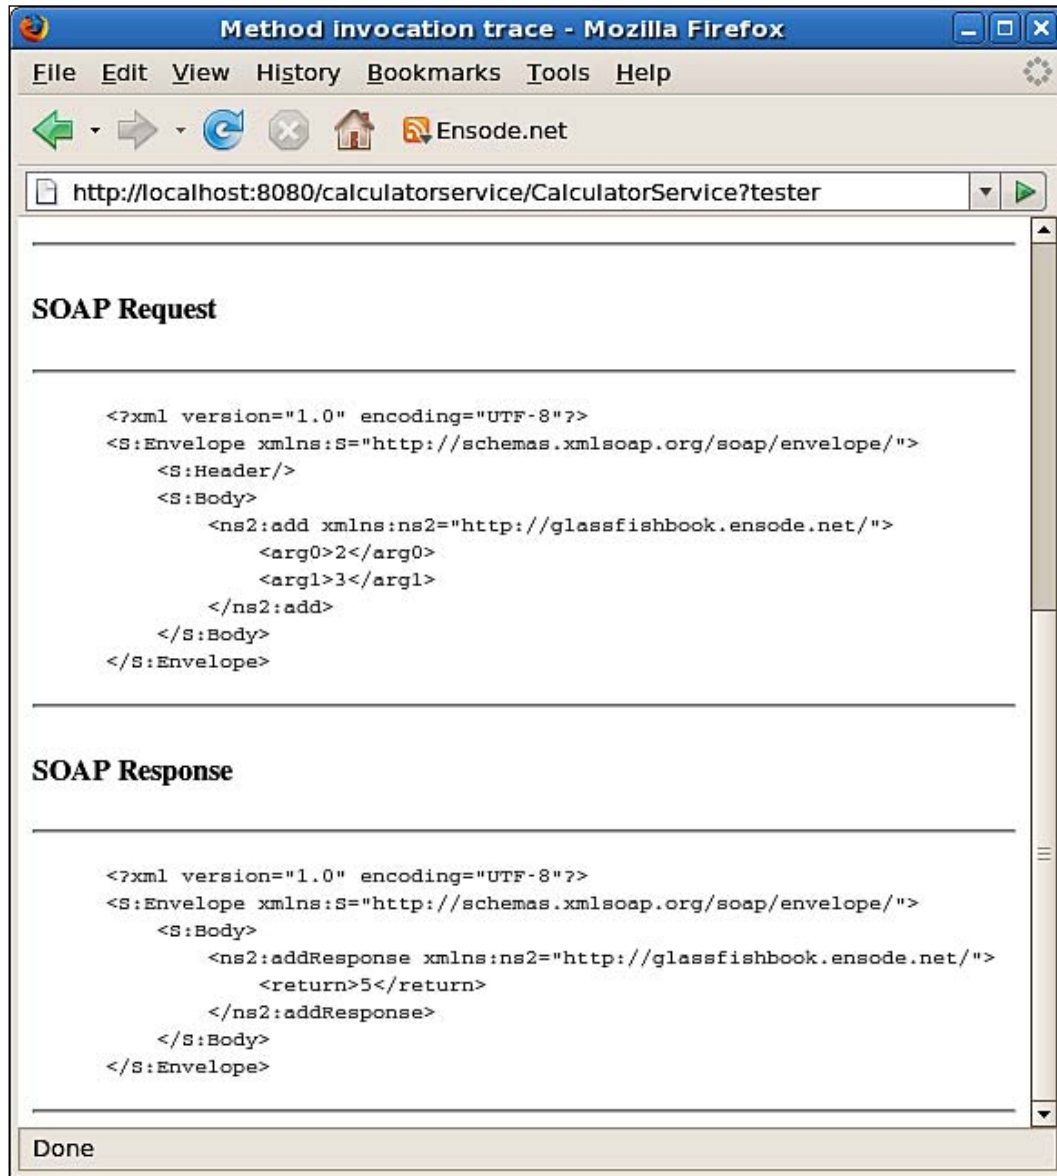 Method invocation trace - Mozilla Firefox
File Edit View History Bookmarks Tools Help
Ensode.net
http://localhost:8080/calculatorservice/CalculatorService?tester
SOAP Request
<?xml version="1.0" encoding="UTF-8"?>
<S:Envelope xmlns:S="http://schemas.xmlsoap.org/soap/envelope/">
    <S:Header/>
    <S:Body>
        <ns2:add xmlns:ns2="http://glassfishbook.ensode.net/">
            <arg0>2</arg0>
            <arg1>3</arg1>
        </ns2:add>
    </S:Body>
</S:Envelope>
SOAP Response
<?xml version="1.0" encoding="UTF-8"?>
<S:Envelope xmlns:S="http://schemas.xmlsoap.org/soap/envelope/">
    <S:Body>
        <ns2:addResponse xmlns:ns2="http://glassfishbook.ensode.net/">
            <return>5</return>
        </ns2:addResponse>
    </S:Body>
</S:Envelope>
Done